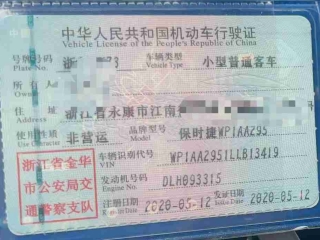 中华人民共和国机动车行驶证
Vehicle License of the People's Republic of China
号牌号码 浙 车辆类型 小型普通客车
Plate No. Vehicle Type
所有人
住址 浙江省永康市江南
使用性质 非营运 品牌型号 保时捷WP1AA295
Use Character Model
浙江省金华
市公安局交
通警察支队
车辆识别代号 WP1AA2951LLB13419
VIN
发动机号码 DLH093315
Engine No.
注册日期 2020-05-12 发证日期 2020-05-12
Register Date Issue Date